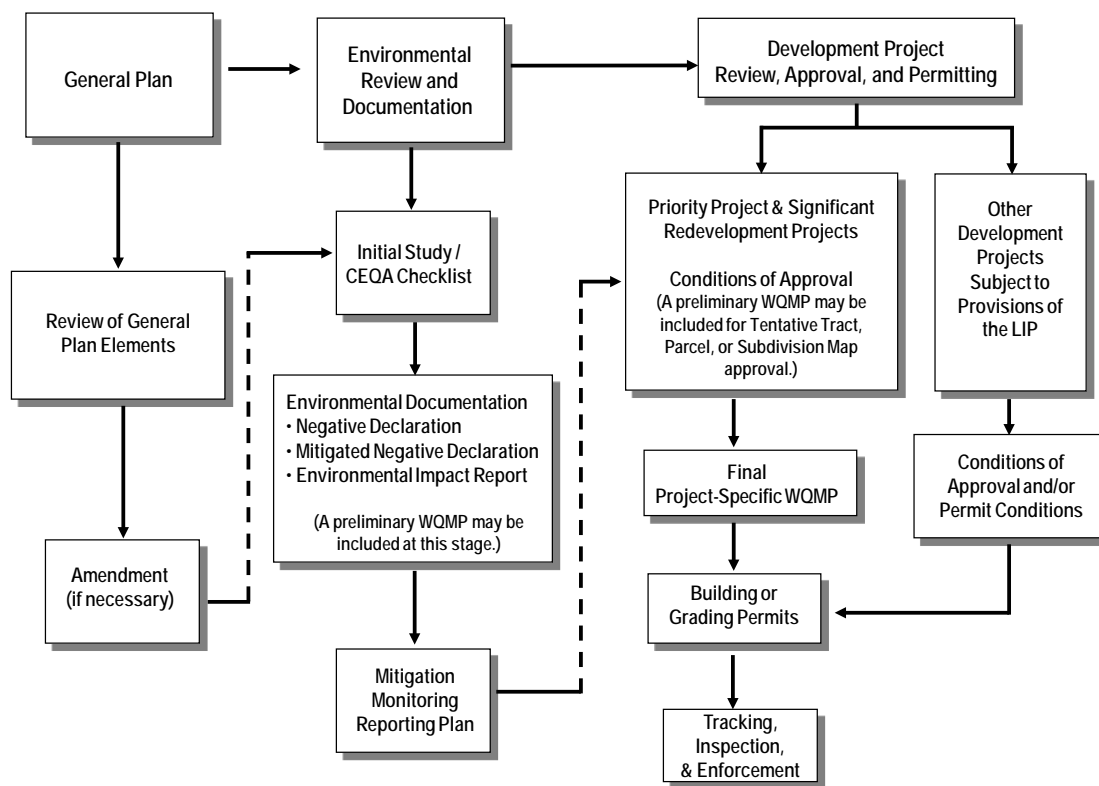 General Plan
Environmental
Review and
Documentation
Development Project
Review, Approval, and Permitting
Review of General
Plan Elements
Amendment
(if necessary)
Initial Study /
CEQA Checklist
Environmental Documentation
• Negative Declaration
• Mitigated Negative Declaration
• Environmental Impact Report
(A preliminary WQMP may be
included at this stage.)
Mitigation
Monitoring
Reporting Plan
Priority Project & Significant
Redevelopment Projects
Conditions of Approval
(A preliminary WQMP may be
included for Tentative Tract,
Parcel, or Subdivision Map
approval.)
Final
Project-Specific WQMP
Other
Development
Projects
Subject to
Provisions of
the LIP
Conditions of
Approval and/or
Permit Conditions
Building or
Grading Permits
Tracking,
Inspection,
& Enforcement